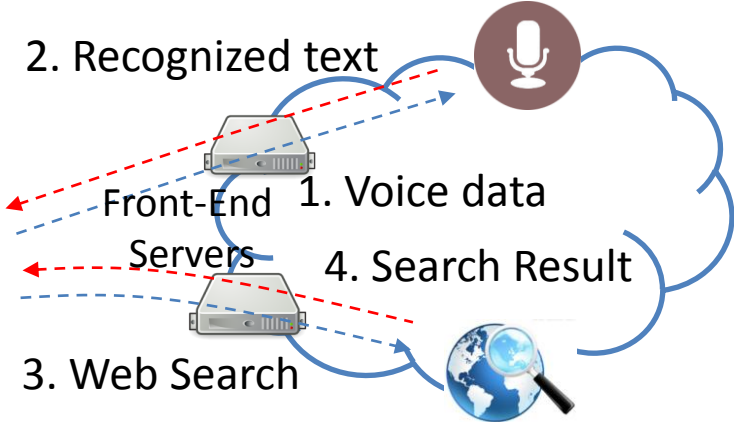 2. Recognized text
1. Voice data
Front-End
Servers
4. Search Result
3. Web Search